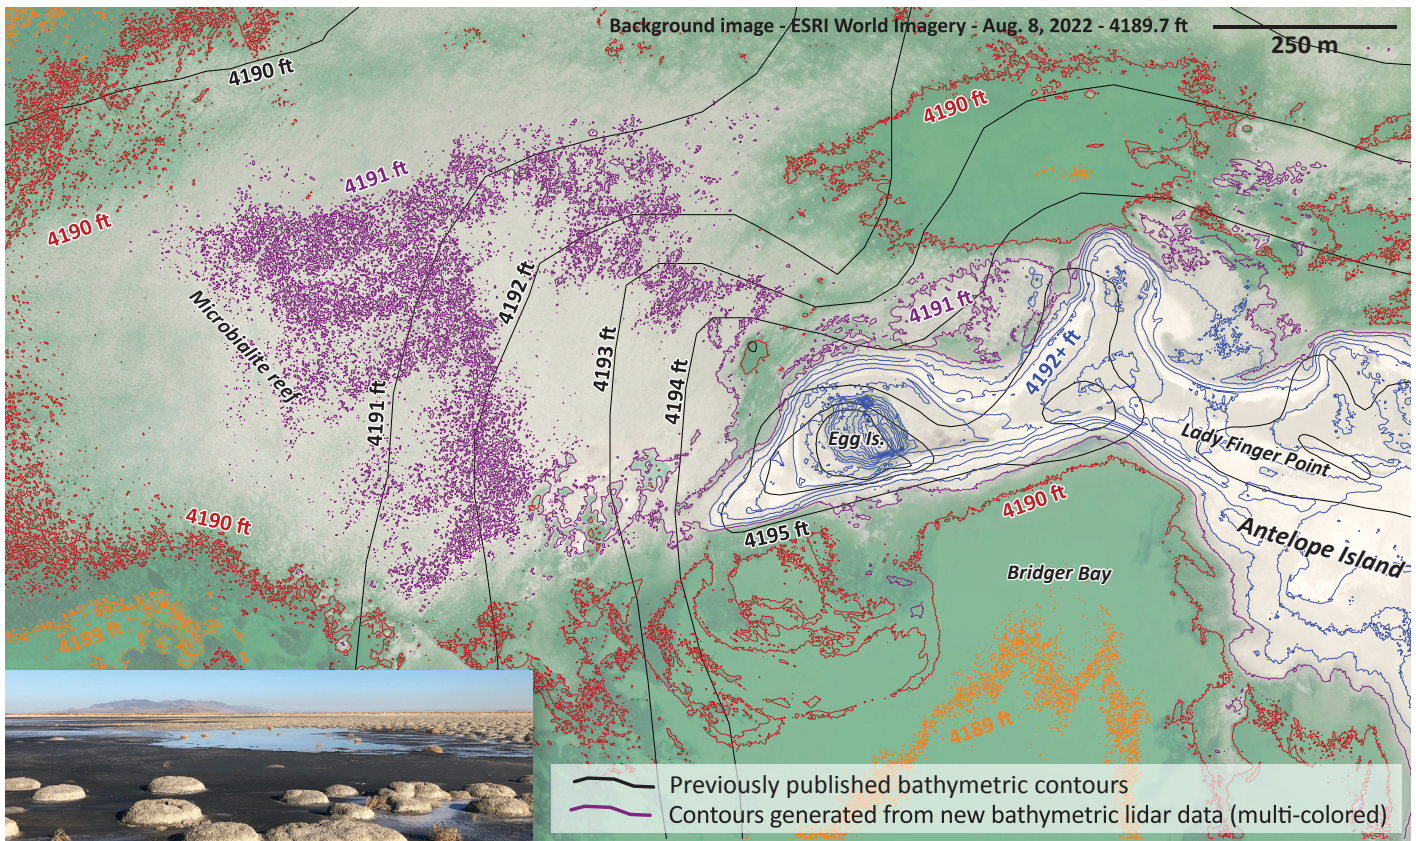 Background image - ESRI World Imagery - Aug. 8, 2022 - 4189.7 ft
250 m
4190 ft
4190 ft
4191 ft
4190 ft
4192 ft
4191 ft
Microbialite reef
4193 ft
4194 ft
4192+ ft
4191 ft
Egg Is.
Lady Finger Point
4190 ft
4190 ft
4195 ft
Antelope Island
Bridger Bay
4189 ft
4189 ft
Previously published bathymetric contours
Contours generated from new bathymetric lidar data (multi-colored)